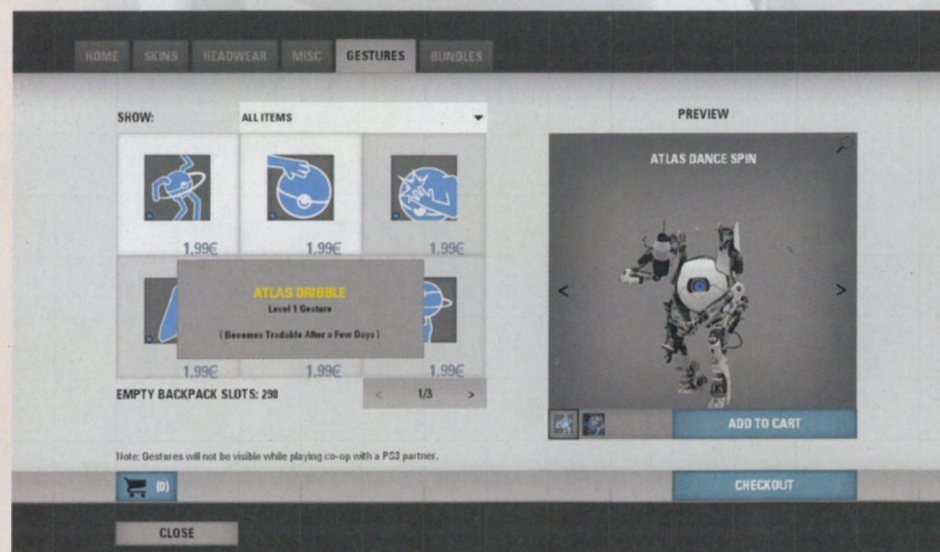 HOME SKINS HEADWEAR MISC GESTURES BUNDLES
SHOW: ALL ITEMS
PREVIEW
ATLAS DANCE SPIN
1,99€ 1,99€ 1,99€
ATLAS DRIBBLE
Level 1 Gesture
( Becomes Tradable After a Few Days )
1,99€ 1,99€ 1,99€
EMPTY BACKPACK SLOTS: 298
< 1/3 >
ADD TO CART
Note: Gestures will not be visible while playing co-op with a PS3 partner.
(0)
CHECKOUT
CLOSE